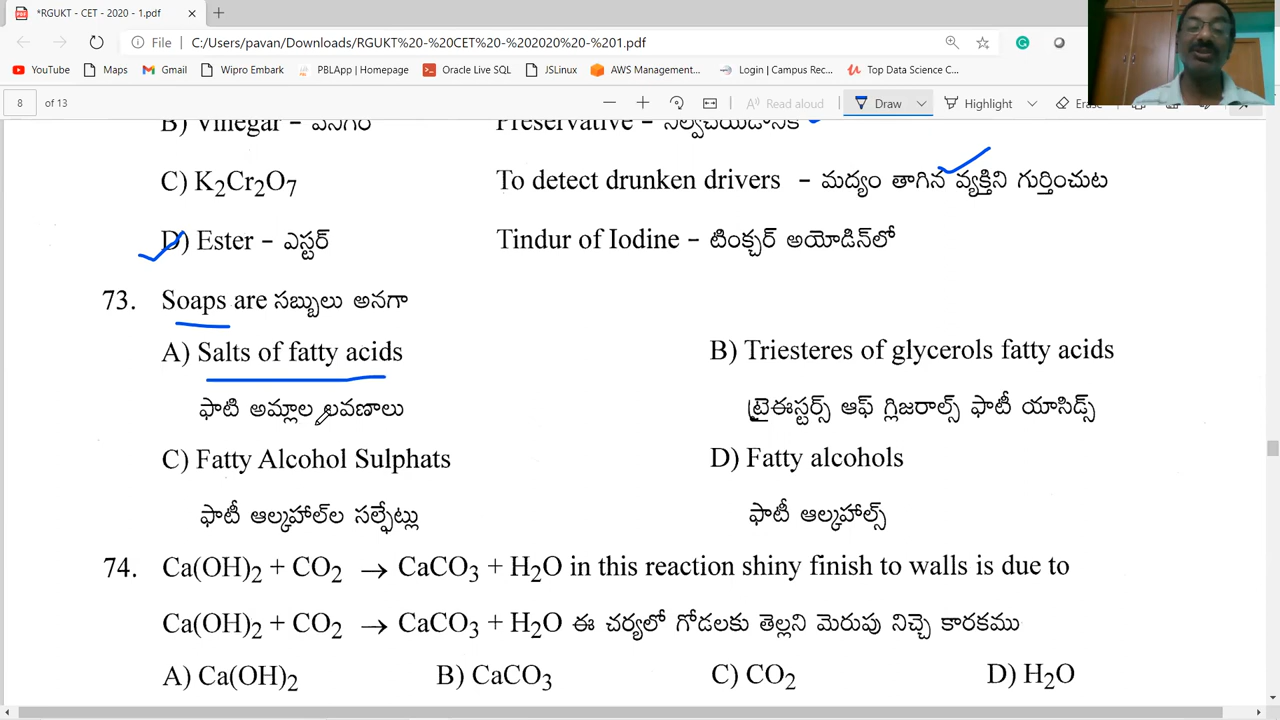 *RGUKT - CET - 2020 - 1.pdf
File C:/Users/pavan/Downloads/RGUKT%20-%20CET%20-%202020%20-%201.pdf
YouTube Maps Gmail Wipro Embark PBLApp | Homepage Oracle Live SQL JSLinux AWS Management... Login | Campus Rec... Top Data Science C...
8 of 13 Read aloud Draw Highlight Erase
B) Vinegar – వినిగర్ Preservative – నిల్వచేయడానికి
C) K2Cr2O7 To detect drunken drivers – మద్యం తాగిన వ్యక్తిని గుర్తించుట
D) Ester – ఎస్టర్ Tindur of Iodine – టింక్చర్ అయోడిన్‌లో
73. Soaps are సబ్బులు అనగా
A) Salts of fatty acids B) Triesteres of glycerols fatty acids
ఫాటి అమ్లాల లవణాలు ట్రైఈస్టర్స్ ఆఫ్ గ్లిజరాల్స్ ఫాటీ యాసిడ్స్
C) Fatty Alcohol Sulphats D) Fatty alcohols
ఫాటీ ఆల్కహాల్‌ల సల్ఫేట్లు ఫాటీ ఆల్కహాల్స్
74. Ca(OH)2 + CO2 → CaCO3 + H2O in this reaction shiny finish to walls is due to
Ca(OH)2 + CO2 → CaCO3 + H2O ఈ చర్యలో గోడలకు తెల్లని మెరుపు నిచ్చె కారకము
A) Ca(OH)2 B) CaCO3 C) CO2 D) H2O